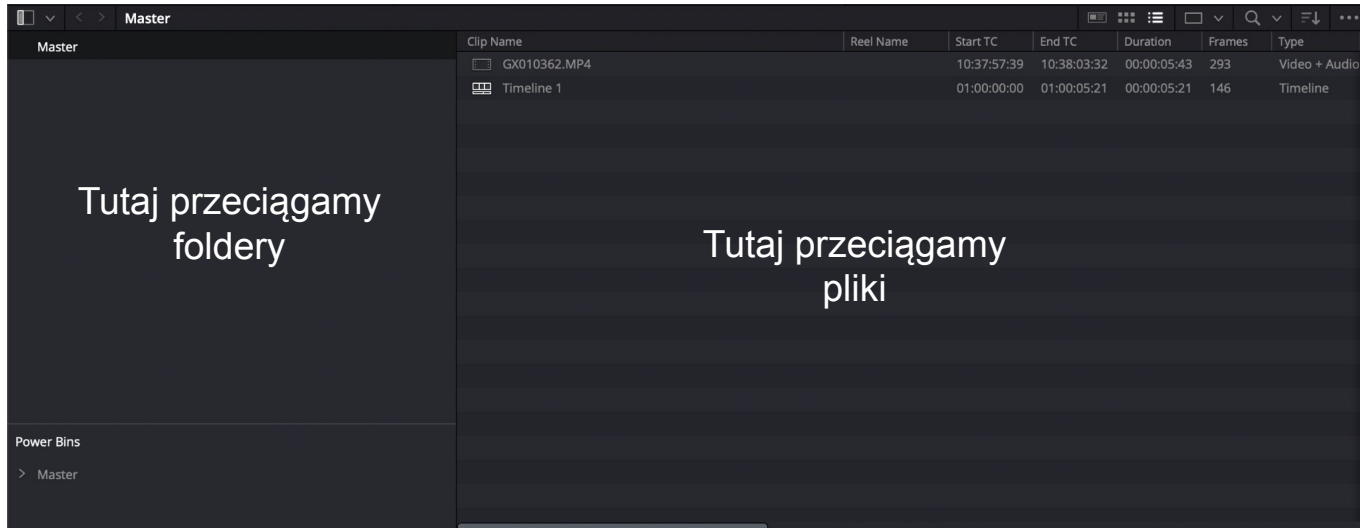 Master
Master
Clip Name Reel Name Start TC End TC Duration Frames Type
GX010362.MP4 10:37:57:39 10:38:03:32 00:00:05:43 293 Video + Audio
Timeline 1 01:00:00:00 01:00:05:21 00:00:05:21 146 Timeline
Tutaj przeciągamy
foldery
Tutaj przeciągamy
pliki
Power Bins
Master